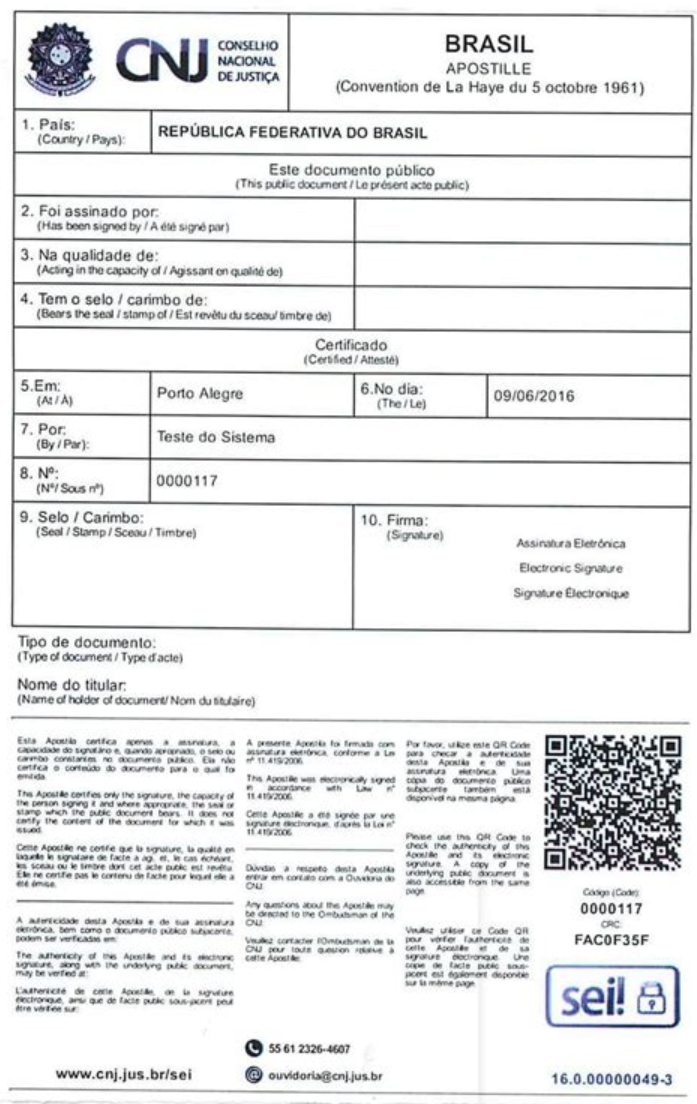 CNJ
CONSELHO
NACIONAL
DE JUSTIÇA
BRASIL
APOSTILLE
(Convention de La Haye du 5 octobre 1961)
1. País:
(Country / Pays):
REPÚBLICA FEDERATIVA DO BRASIL
Este documento público
(This public document / Le présent acte public)
2. Foi assinado por:
(Has been signed by / A été signé par)
3. Na qualidade de:
(Acting in the capacity of / Agissant en qualité de)
4. Tem o selo / carimbo de:
(Bears the seal / stamp of / Est revêtu du sceau/ timbre de)
Certificado
(Certified / Attesté)
5.Em:
(At / À)
Porto Alegre
6.No dia:
(The / Le)
09/06/2016
7. Por:
(By / Par):
Teste do Sistema
8. Nº:
(Nº/ Sous nº)
0000117
9. Selo / Carimbo:
(Seal / Stamp / Sceau / Timbre)
10. Firma:
(Signature)
Assinatura Eletrônica
Electronic Signature
Signature Électronique
Tipo de documento:
(Type of document / Type d'acte)
Nome do titular:
(Name of holder of document/ Nom du titulaire)
Esta Apostila certifica apenas a assinatura, a
capacidade do signatário e, quando apropriado, o selo ou
carimbo constantes no documento público. Ela não
certifica o conteúdo do documento para o qual foi
emitida.
This Apostille certifies only the signature, the capacity of
the person signing it and where appropriate, the seal or
stamp which the public document bears. It does not
certify the content of the document for which it was
issued.
Cette Apostille ne certifie que la signature, la qualité en
laquelle le signataire de l'acte a agi, et, le cas échéant,
les sceau ou le timbre dont cet acte public est revêtu.
Elle ne certifie pas le contenu de l'acte pour lequel elle a
été émise.
A autenticidade desta Apostila e de sua assinatura
eletrônica, bem como o documento público subjacente,
podem ser verificadas em:
The authenticity of this Apostille and its electronic
signature, along with the underlying public document,
may be verified at:
L'authenticité de cette Apostille, de la signature
électronique, ainsi que de l'acte public sous-jacent peut
être vérifiée sur:
www.cnj.jus.br/sei
A presente Apostila foi firmada com
assinatura eletrônica, conforme a Lei
nº 11.419/2006.
This Apostille was electronically signed
in accordance with Law nº
11.419/2006.
Cette Apostille a été signée par une
signature électronique, d'après la Loi nº
11.419/2006.
Dúvidas a respeito desta Apostila
entrar em contato com a Ouvidoria do
CNJ.
Any questions about this Apostille may
be directed to the Ombudsman of the
CNJ.
Veuillez contacter l'Ombudsman de la
CNJ pour toute question relative à
cette Apostille.
55 61 2326-4607
ouvidoria@cnj.jus.br
Por favor, utilize este QR Code
para checar a autenticidade
desta Apostila e de sua
assinatura eletrônica. Uma
cópia do documento público
subjacente também está
disponível na mesma página.
Please use this QR Code to
check the authenticity of this
Apostille and its electronic
signature. A copy of the
underlying public document is
also accessible from the same
page.
Veuillez utiliser ce Code QR
pour vérifier l'authenticité de
cette Apostille et de sa
signature électronique. Une
copie de l'acte public sous-
jacent est également disponible
sur la même page.
Código (Code):
0000117
CRC:
FAC0F35F
sei!
16.0.00000049-3